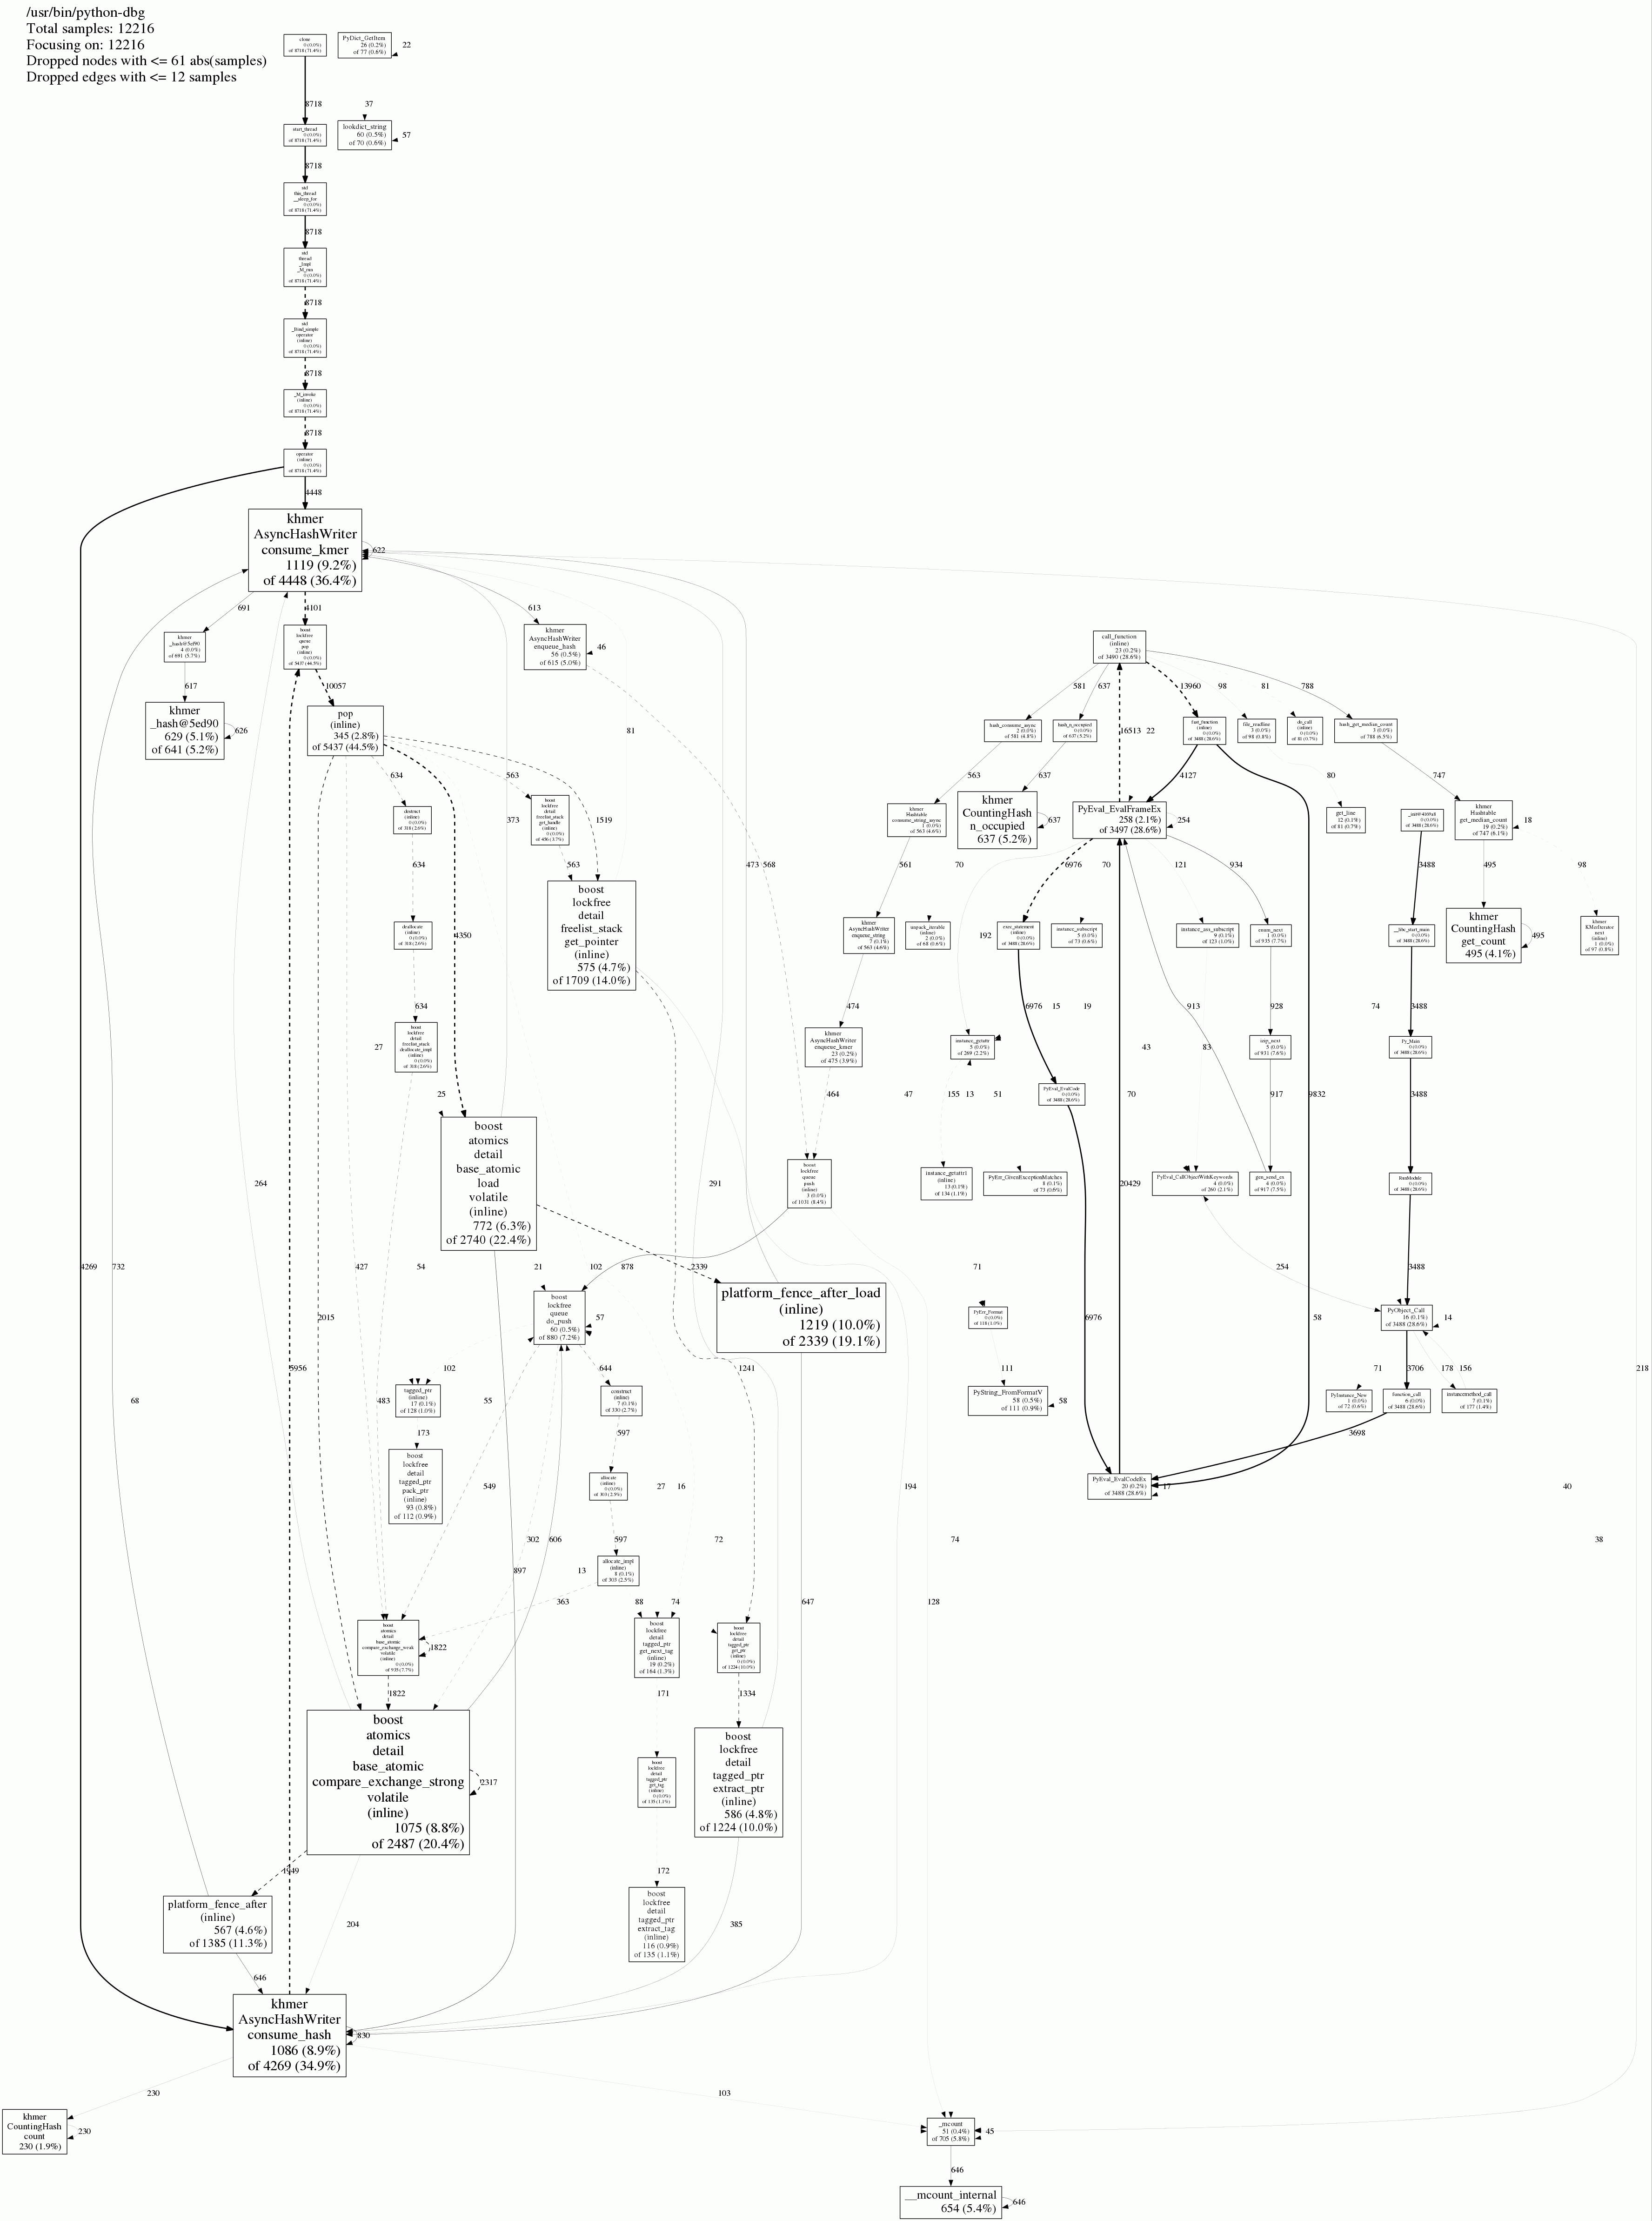 /usr/bin/python-dbg
Total samples: 12216
Focusing on: 12216
Dropped nodes with <= 61 abs(samples)
Dropped edges with <= 12 samples
clone
0 (0.0%)
of 8718 (71.4%)
PyDict_GetItem
26 (0.2%)
of 77 (0.6%)
22
8718
37
start_thread
0 (0.0%)
of 8718 (71.4%)
lookdict_string
60 (0.5%)
of 70 (0.6%)
57
8718
std
this_thread
__sleep_for
0 (0.0%)
of 8718 (71.4%)
8718
std
thread
_Impl
_M_run
0 (0.0%)
of 8718 (71.4%)
8718
std
_Bind_simple
operator
(inline)
0 (0.0%)
of 8718 (71.4%)
8718
_M_invoke
(inline)
0 (0.0%)
of 8718 (71.4%)
8718
operator
(inline)
0 (0.0%)
of 8718 (71.4%)
4448
khmer
AsyncHashWriter
consume_kmer
1119 (9.2%)
of 4448 (36.4%)
622
691
4101
613
khmer
_hash@5ed90
4 (0.0%)
of 691 (5.7%)
boost
lockfree
queue
pop
(inline)
0 (0.0%)
of 5437 (44.5%)
khmer
AsyncHashWriter
enqueue_hash
56 (0.5%)
of 615 (5.0%)
46
call_function
(inline)
23 (0.2%)
of 3490 (28.6%)
617
10057
581
637
13960
98
81
788
khmer
_hash@5ed90
629 (5.1%)
of 641 (5.2%)
626
pop
(inline)
345 (2.8%)
of 5437 (44.5%)
81
hash_consume_async
2 (0.0%)
of 581 (4.8%)
hash_n_occupied
0 (0.0%)
of 637 (5.2%)
16513
22
fast_function
(inline)
0 (0.0%)
of 3488 (28.6%)
file_readline
3 (0.0%)
of 98 (0.8%)
do_call
(inline)
0 (0.0%)
of 81 (0.7%)
hash_get_median_count
3 (0.0%)
of 788 (6.5%)
634
563
563
637
4127
80
747
destruct
(inline)
0 (0.0%)
of 318 (2.6%)
boost
lockfree
detail
freelist_stack
get_handle
(inline)
0 (0.0%)
of 456 (3.7%)
373
1519
khmer
Hashtable
consume_string_async
1 (0.0%)
of 563 (4.6%)
khmer
CountingHash
n_occupied
637 (5.2%)
637
PyEval_EvalFrameEx
258 (2.1%)
of 3497 (28.6%)
254
get_line
12 (0.1%)
of 81 (0.7%)
of 3488 (28.6%)
khmer
Hashtable
get_median_count
19 (0.2%)
of 747 (6.1%)
18
634
563
473
568
561
70
6976
70
121
934
3488
495
98
boost
lockfree
detail
freelist_stack
get_pointer
(inline)
575 (4.7%)
of 1709 (14.0%)
deallocate
(inline)
0 (0.0%)
of 318 (2.6%)
4350
khmer
AsyncHashWriter
enqueue_string
7 (0.1%)
of 563 (4.6%)
unpack_iterable
(inline)
2 (0.0%)
of 68 (0.6%)
192
exec_statement
(inline)
0 (0.0%)
of 3488 (28.6%)
instance_subscript
5 (0.0%)
of 73 (0.6%)
instance_ass_subscript
9 (0.1%)
of 123 (1.0%)
enum_next
1 (0.0%)
of 935 (7.7%)
__libc_start_main
0 (0.0%)
of 3488 (28.6%)
khmer
CountingHash
get_count
495 (4.1%)
495
khmer
KMerIterator
next
(inline)
1 (0.0%)
of 97 (0.8%)
634
474
6976
15
19
913
928
74
3488
boost
lockfree
detail
freelist_stack
deallocate_impl
(inline)
0 (0.0%)
of 318 (2.6%)
27
khmer
AsyncHashWriter
enqueue_kmer
23 (0.2%)
of 475 (3.9%)
instance_getattr
5 (0.0%)
of 269 (2.2%)
43
83
imp_next
5 (0.0%)
of 931 (7.6%)
Py_Main
0 (0.0%)
of 3488 (28.6%)
25
464
47
155
13
51
PyEval_EvalCode
0 (0.0%)
of 3488 (28.6%)
70
917
9832
3488
boost
atomics
detail
base_atomic
load
volatile
(inline)
772 (6.3%)
of 2740 (22.4%)
264
291
boost
lockfree
queue
push
(inline)
3 (0.0%)
of 1031 (8.4%)
instance_getattr1
(inline)
13 (0.1%)
of 134 (1.1%)
PyErr_GivenExceptionMatches
8 (0.1%)
of 73 (0.6%)
20429
PyEval_CallObjectWithKeywords
4 (0.0%)
of 260 (2.1%)
gen_send_ex
4 (0.0%)
of 917 (7.5%)
RunModule
0 (0.0%)
of 3488 (28.6%)
4269
732
427
54
21
102
878
2339
71
254
3488
boost
lockfree
queue
do_push
60 (0.5%)
of 880 (7.2%)
57
platform_fence_after_load
(inline)
1219 (10.0%)
of 2339 (19.1%)
2015
PyErr_Format
0 (0.0%)
of 118 (1.0%)
6976
58
PyObject_Call
16 (0.1%)
of 3488 (28.6%)
14
5956
102
644
1241
111
71
3706
178
156
218
68
483
tagged_ptr
(inline)
17 (0.1%)
of 128 (1.0%)
55
construct
(inline)
7 (0.1%)
of 330 (2.7%)
PyString_FromFormatV
58 (0.5%)
of 111 (0.9%)
58
PyInstance_New
1 (0.0%)
of 72 (0.6%)
function_call
6 (0.0%)
of 3488 (28.6%)
instancemethod_call
7 (0.1%)
of 177 (1.4%)
173
597
3698
boost
lockfree
detail
tagged_ptr
pack_ptr
(inline)
93 (0.8%)
of 112 (0.9%)
549
allocate
(inline)
0 (0.0%)
of 303 (2.5%)
27
16
194
PyEval_EvalCodeEx
20 (0.2%)
of 3488 (28.6%)
17
40
302
606
597
72
74
38
897
13
allocate_impl
(inline)
8 (0.1%)
of 303 (2.5%)
363
88
74
647
128
boost
atomics
detail
base_atomic
compare_exchange_weak
volatile
(inline)
0 (0.0%)
of 935 (7.7%)
1822
boost
lockfree
detail
tagged_ptr
get_next_tag
(inline)
19 (0.2%)
of 164 (1.3%)
boost
lockfree
detail
tagged_ptr
get_ptr
(inline)
0 (0.0%)
of 1224 (10.0%)
1822
171
1334
boost
atomics
detail
base_atomic
compare_exchange_strong
volatile
(inline)
1075 (8.8%)
of 2487 (20.4%)
2317
boost
lockfree
detail
tagged_ptr
get_tag
(inline)
0 (0.0%)
of 135 (1.1%)
boost
lockfree
detail
tagged_ptr
extract_ptr
(inline)
586 (4.8%)
of 1224 (10.0%)
1949
172
platform_fence_after
(inline)
567 (4.6%)
of 1385 (11.3%)
204
boost
lockfree
detail
tagged_ptr
extract_tag
(inline)
116 (0.9%)
of 135 (1.1%)
385
646
khmer
AsyncHashWriter
consume_hash
1086 (8.9%)
of 4269 (34.9%)
830
230
103
khmer
CountingHash
count
230 (1.9%)
230
_mcount
51 (0.4%)
of 705 (5.8%)
45
646
__mcount_internal
654 (5.4%)
646